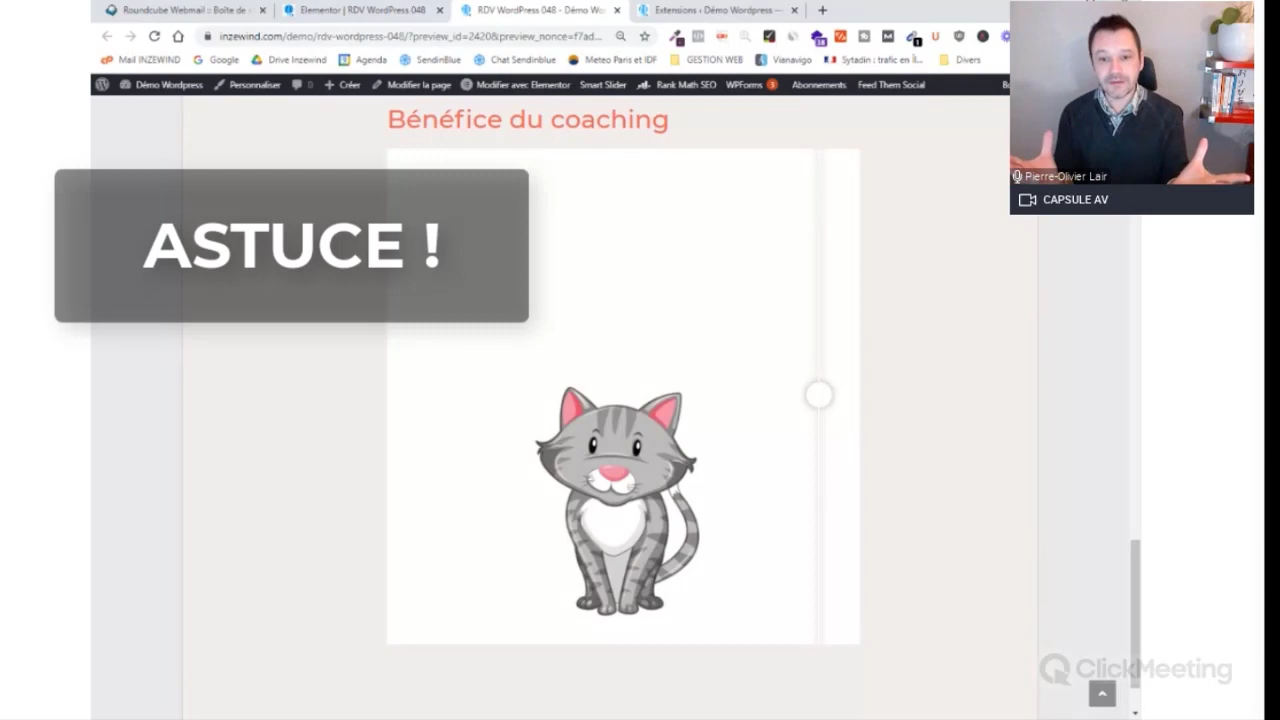 Roundcube Webmail :: Boîte de
Elementor | RDV WordPress 048
RDV WordPress 048 - Démo Wo
Extensions ‹ Démo Wordpress —
inzewind.com/demo/rdv-wordpress-048/?preview_id=2420&preview_nonce=f7ad...
Mail INZEWIND
Google
Drive Inzewind
Agenda
SendinBlue
Chat Sendinblue
Meteo Paris et IDF
GESTION WEB
Vianavigo
Sytadin : trafic en Îl...
Divers
Démo Wordpress
Personnaliser
0
Créer
Modifier la page
Modifier avec Elementor
Smart Slider
Rank Math SEO
WPForms 3
Abonnements
Feed Them Social
Bénéfice du coaching
Pierre-Olivier Lair
CAPSULE AV
ASTUCE !
ClickMeeting